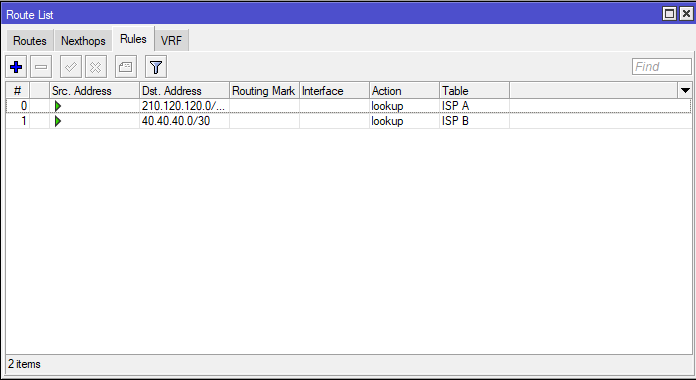 Route List
Routes Nexthops Rules VRF
Find
# Src. Address Dst. Address Routing Mark Interface Action Table
0 210.120.120.0/... lookup ISP A
1 40.40.40.0/30 lookup ISP B
2 items